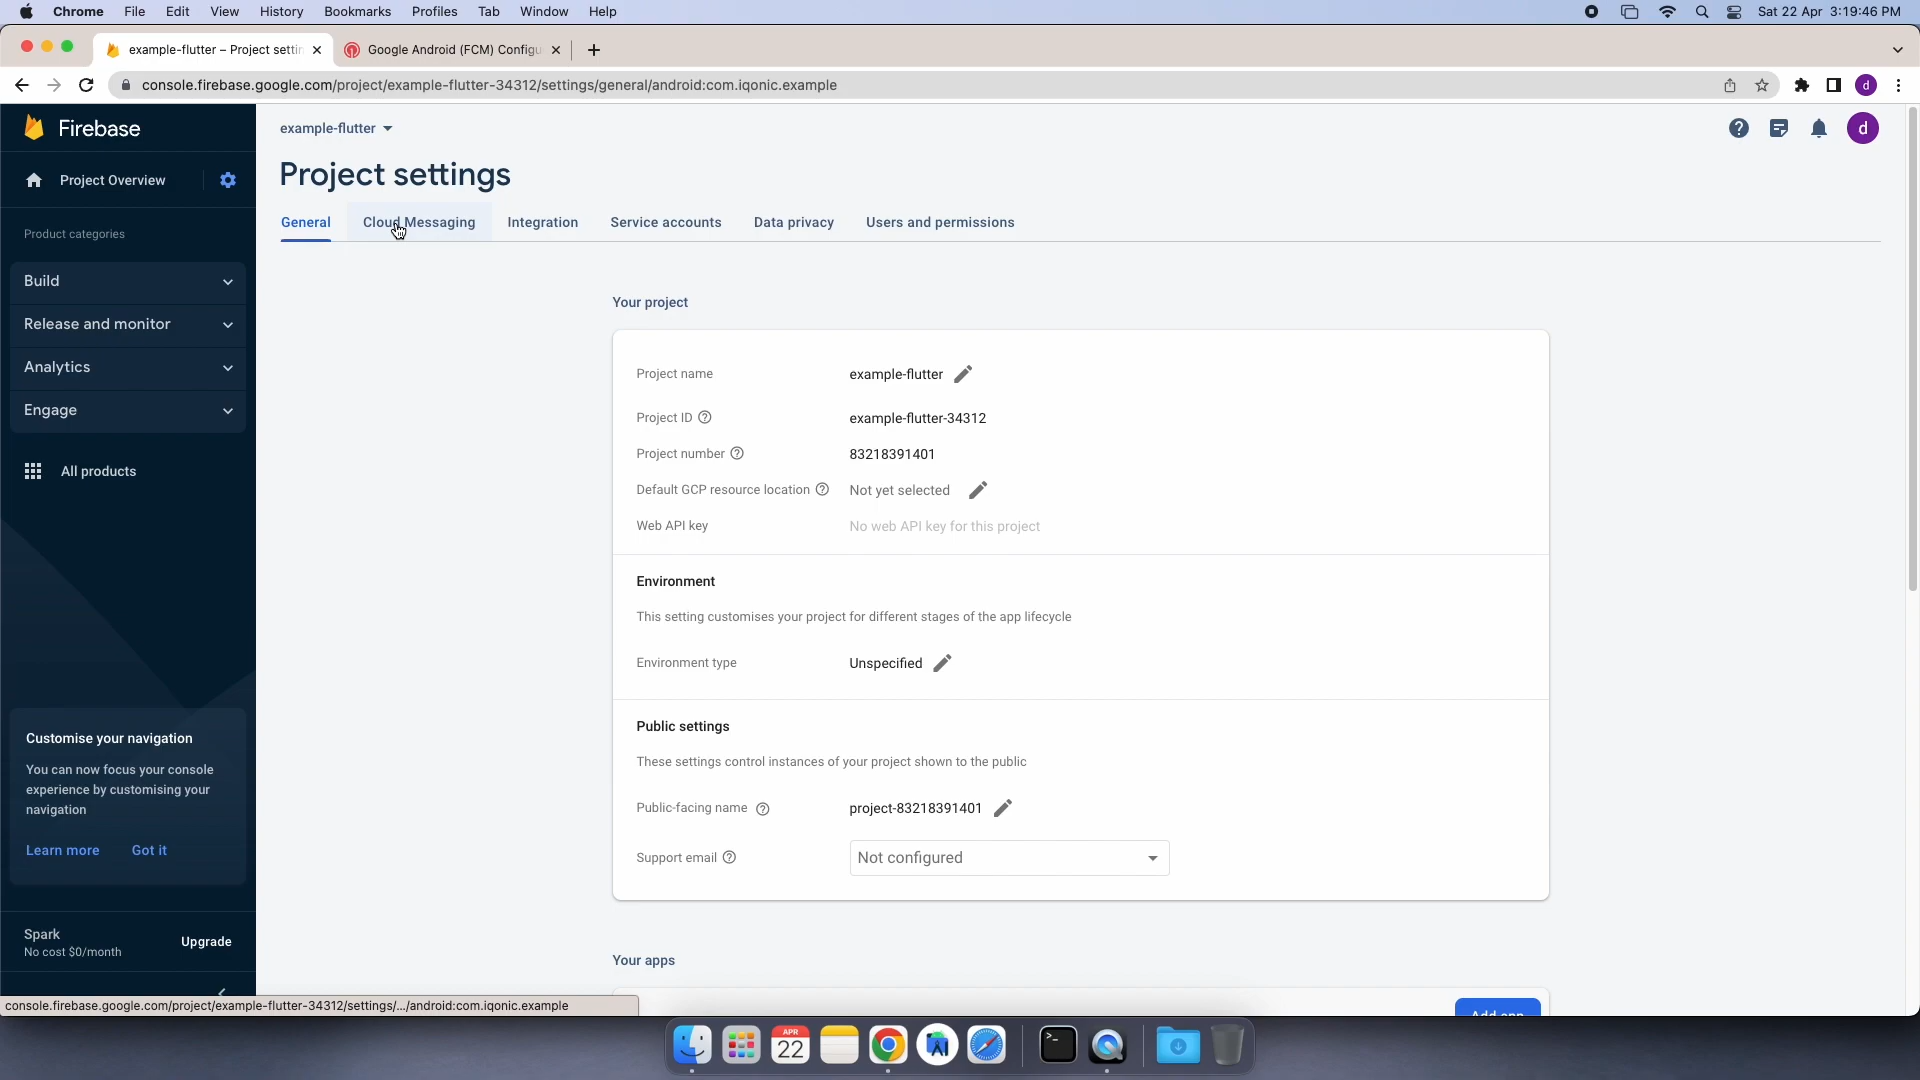 Chrome File Edit View History Bookmarks Profiles Tab Window Help Sat 22 Apr 3:19:46 PM
example-flutter – Project settin
Google Android (FCM) Configu
console.firebase.google.com/project/example-flutter-34312/settings/general/android:com.iqonic.example
d
Firebase
example-flutter
d
Project Overview
Project settings
General Cloud Messaging Integration Service accounts Data privacy Users and permissions
Product categories
Build
Release and monitor
Analytics
Engage
All products
Your project
Project name example-flutter
Project ID example-flutter-34312
Project number 83218391401
Default GCP resource location Not yet selected
Web API key No web API key for this project
Environment
This setting customises your project for different stages of the app lifecycle
Environment type Unspecified
Public settings
These settings control instances of your project shown to the public
Public-facing name project-83218391401
Support email Not configured
Customise your navigation
You can now focus your console
experience by customising your
navigation
Learn more Got it
Spark
No cost $0/month
Upgrade
Your apps
Add app
console.firebase.google.com/project/example-flutter-34312/settings/.../android:com.iqonic.example
APR
22